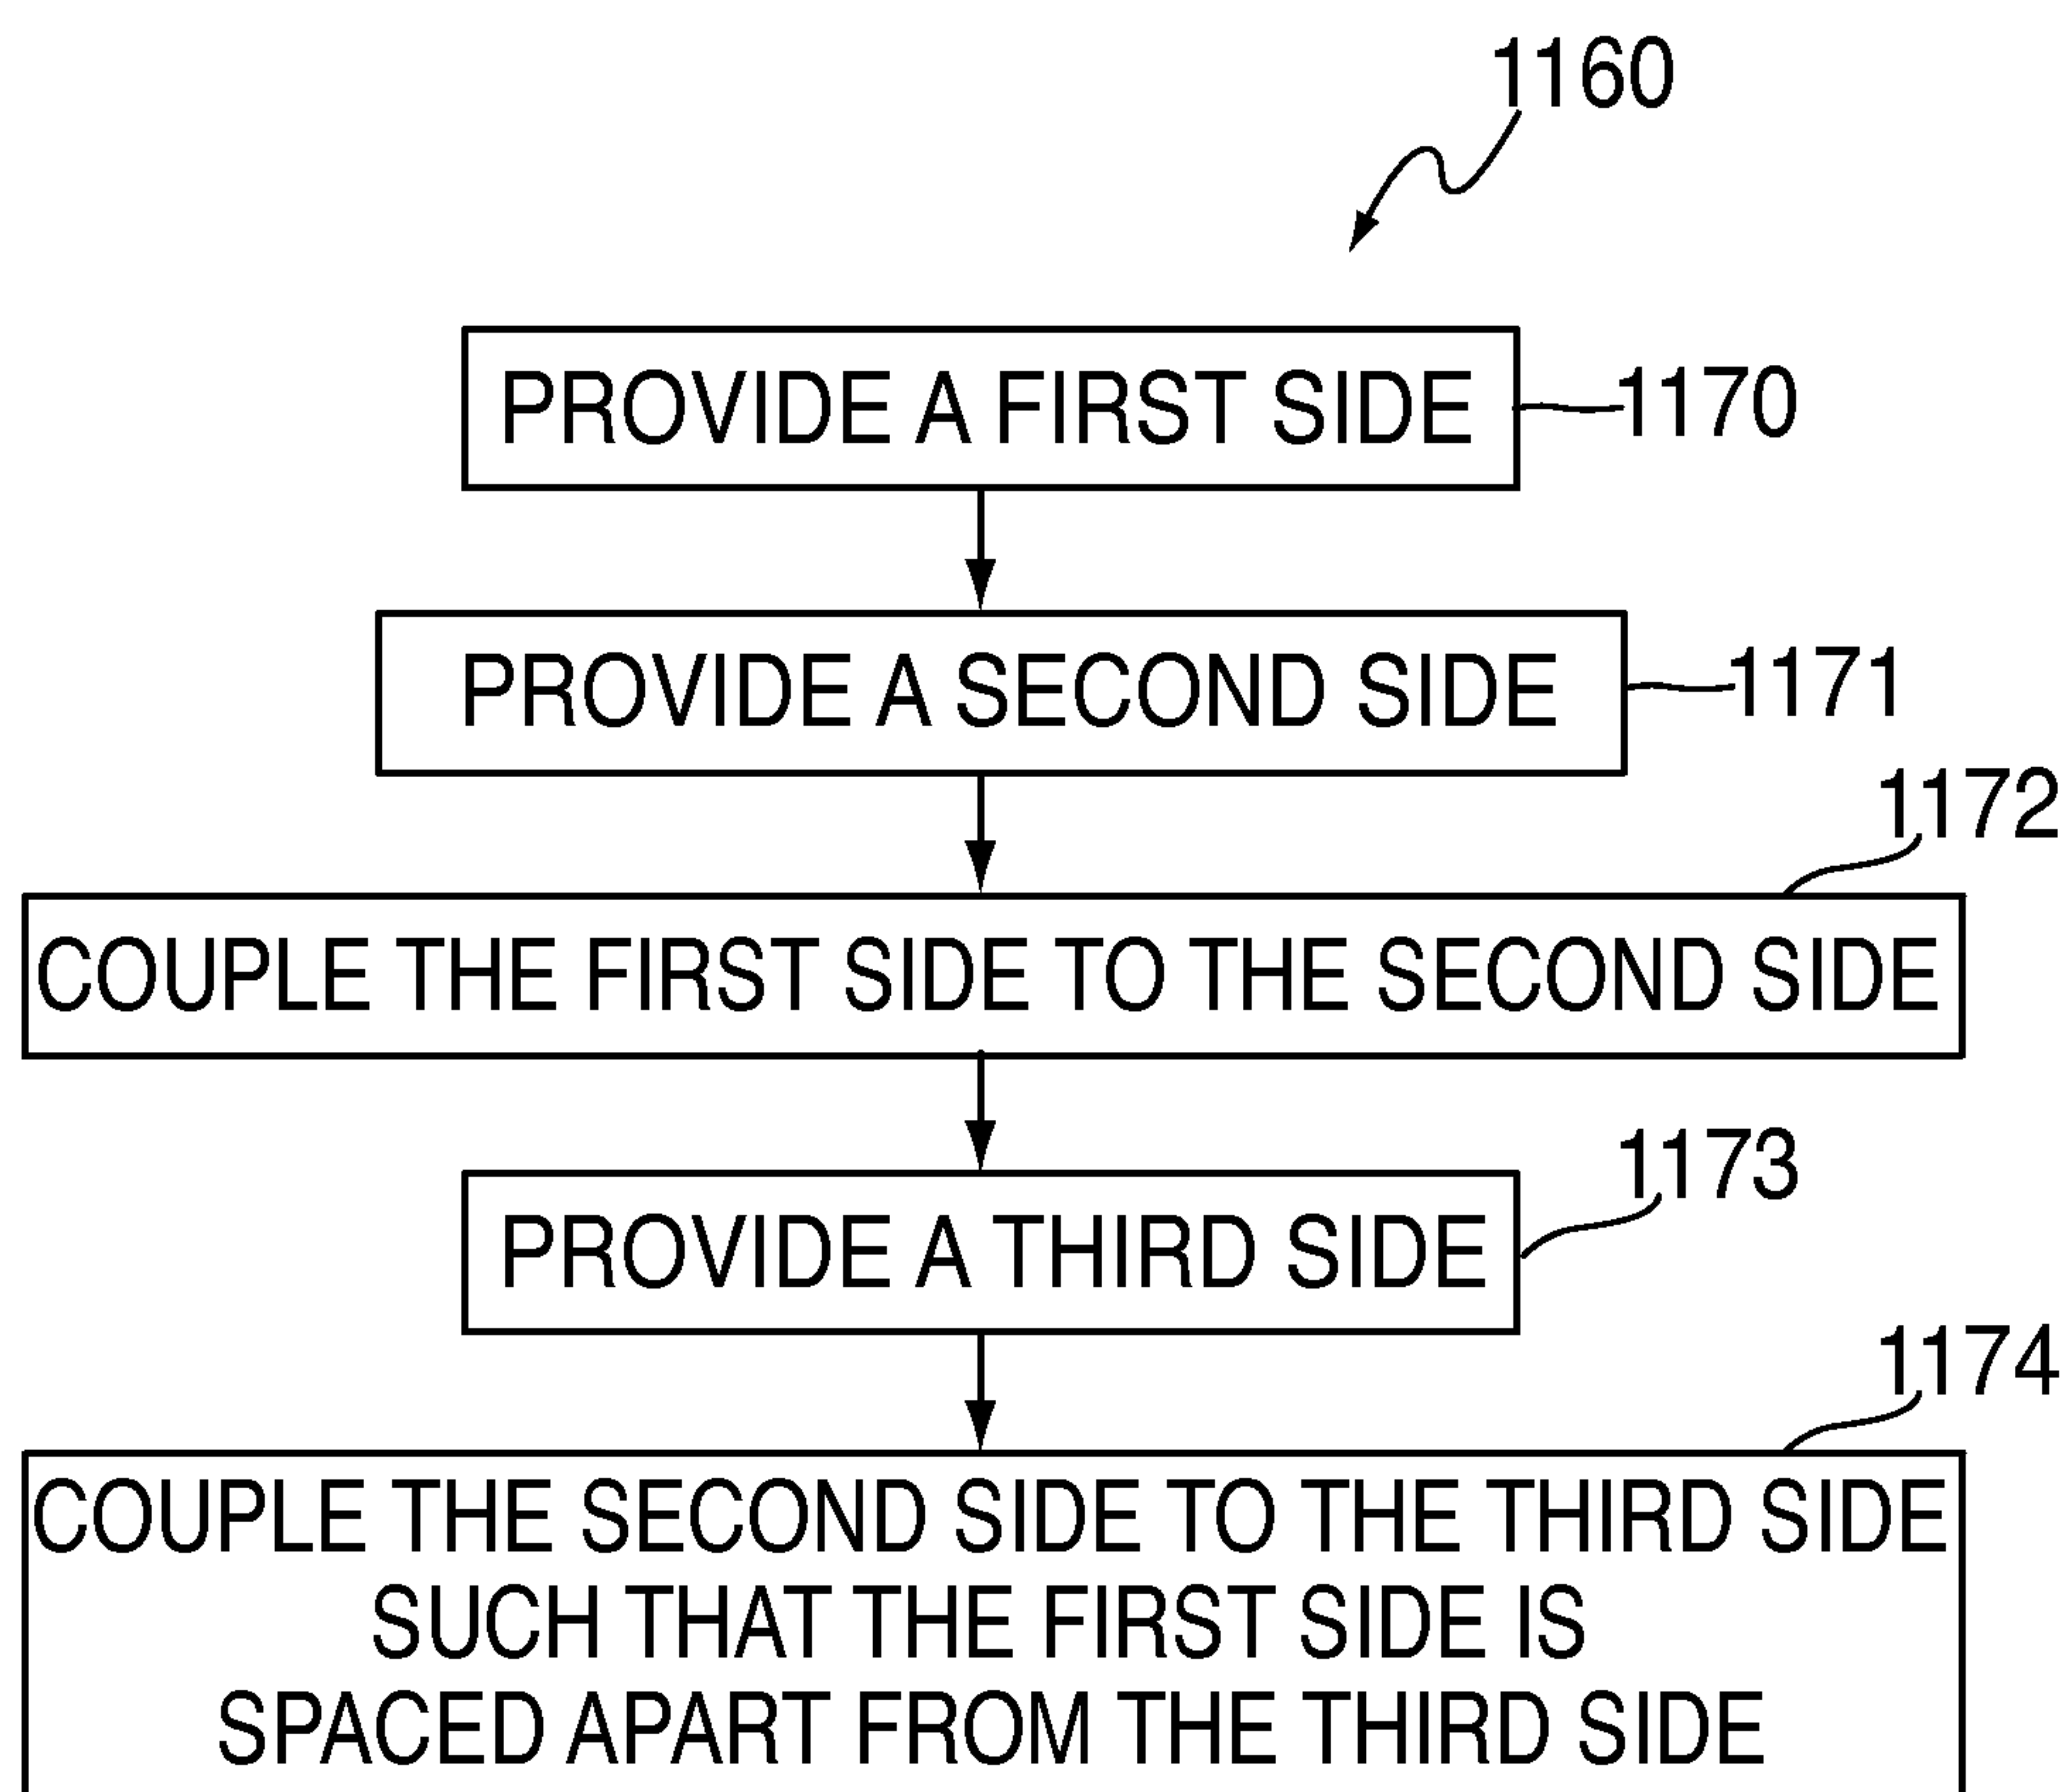 1160
PROVIDE A FIRST SIDE
1170
PROVIDE A SECOND SIDE
1171
1172
COUPLE THE FIRST SIDE TO THE SECOND SIDE
1173
PROVIDE A THIRD SIDE
1174
COUPLE THE SECOND SIDE TO THE THIRD SIDE
SUCH THAT THE FIRST SIDE IS
SPACED APART FROM THE THIRD SIDE